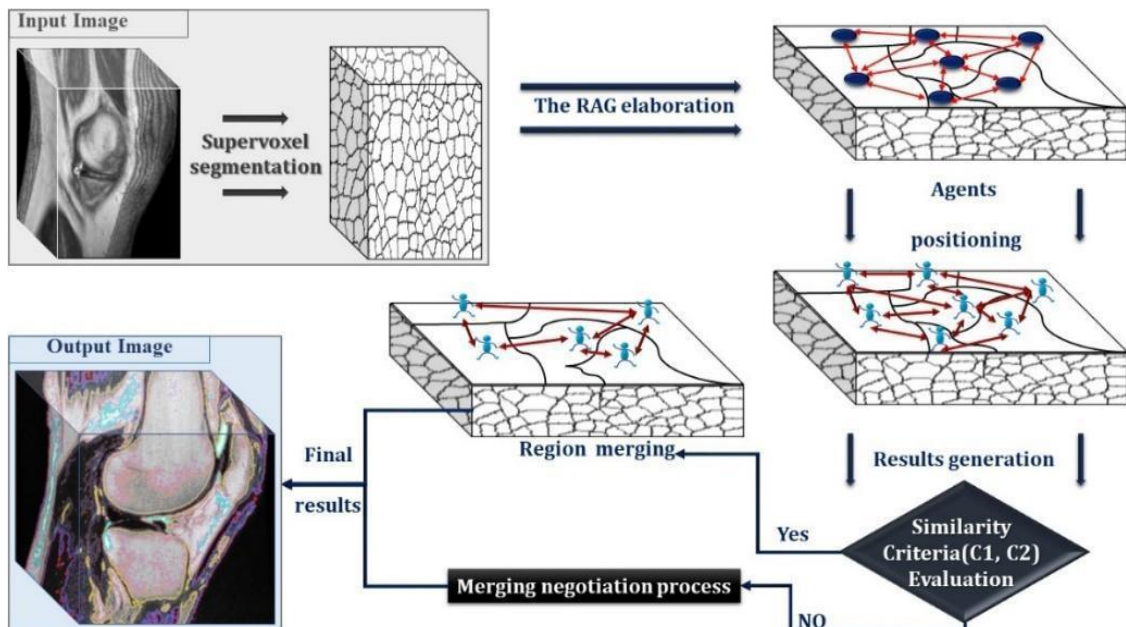 Input Image
Supervoxel
segmentation
The RAG elaboration
Agents
positioning
Results generation
Similarity
Criteria(C1, C2)
Evaluation
Yes
NO
Region merging
Merging negotiation process
Final
results
Output Image